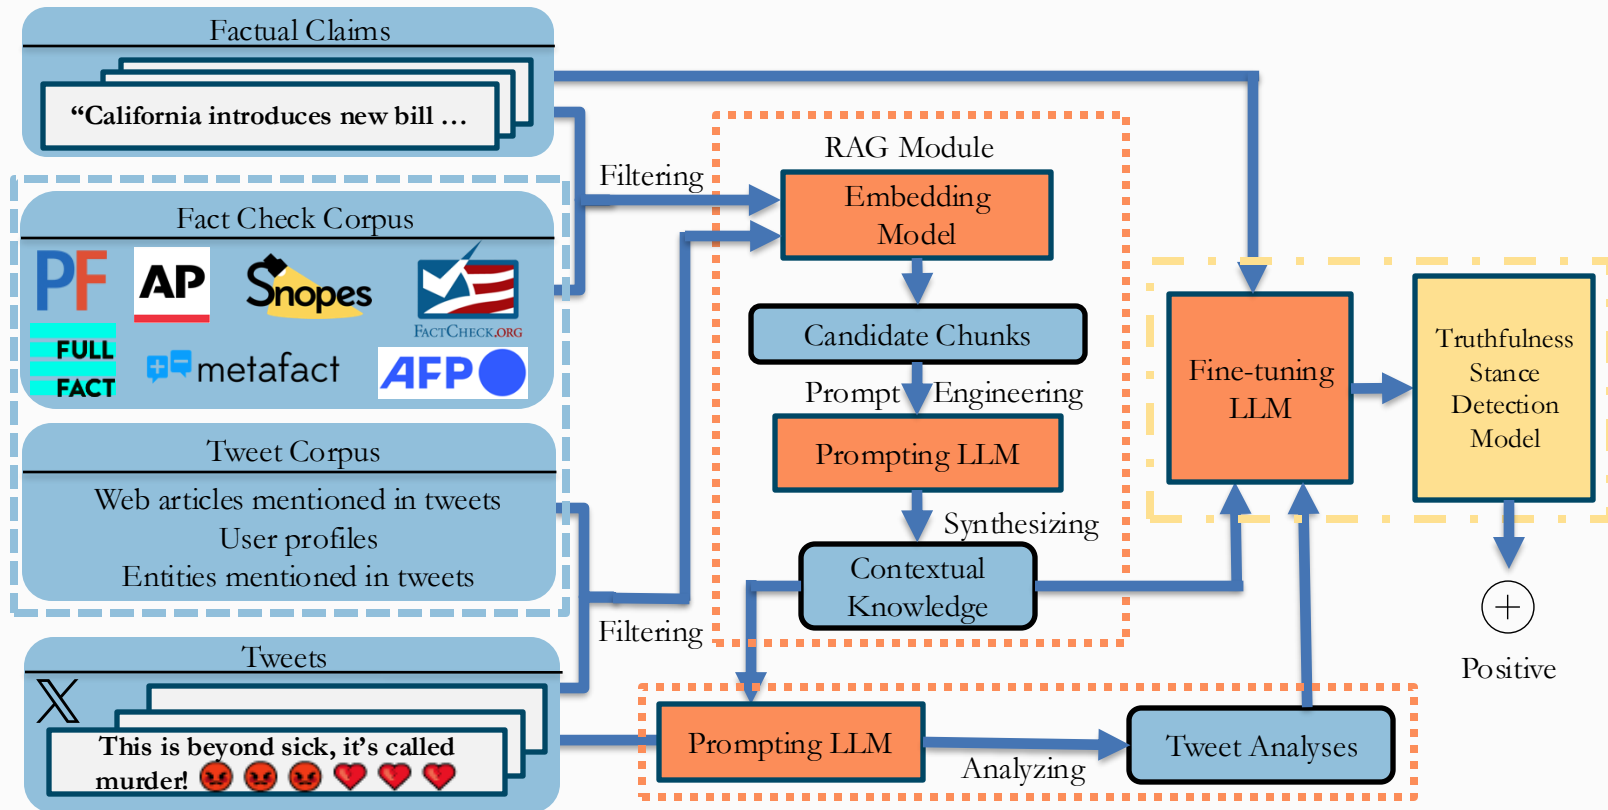 Factual Claims
“California introduces new bill …
Fact Check Corpus
PF
AP
Snopes
FACTCHECK.ORG
FULL
FACT
metafact
AFP
Tweet Corpus
Web articles mentioned in tweets
User profiles
Entities mentioned in tweets
Tweets
X
This is beyond sick, it’s called
murder! 😡 😡 😡 ❤️ ❤️ ❤️
Filtering
Filtering
RAG Module
Embedding
Model
Candidate Chunks
Prompt Engineering
Prompting LLM
Synthesizing
Contextual
Knowledge
Prompting LLM
Analyzing
Tweet Analyses
Fine-tuning
LLM
Truthfulness
Stance
Detection
Model
Positive